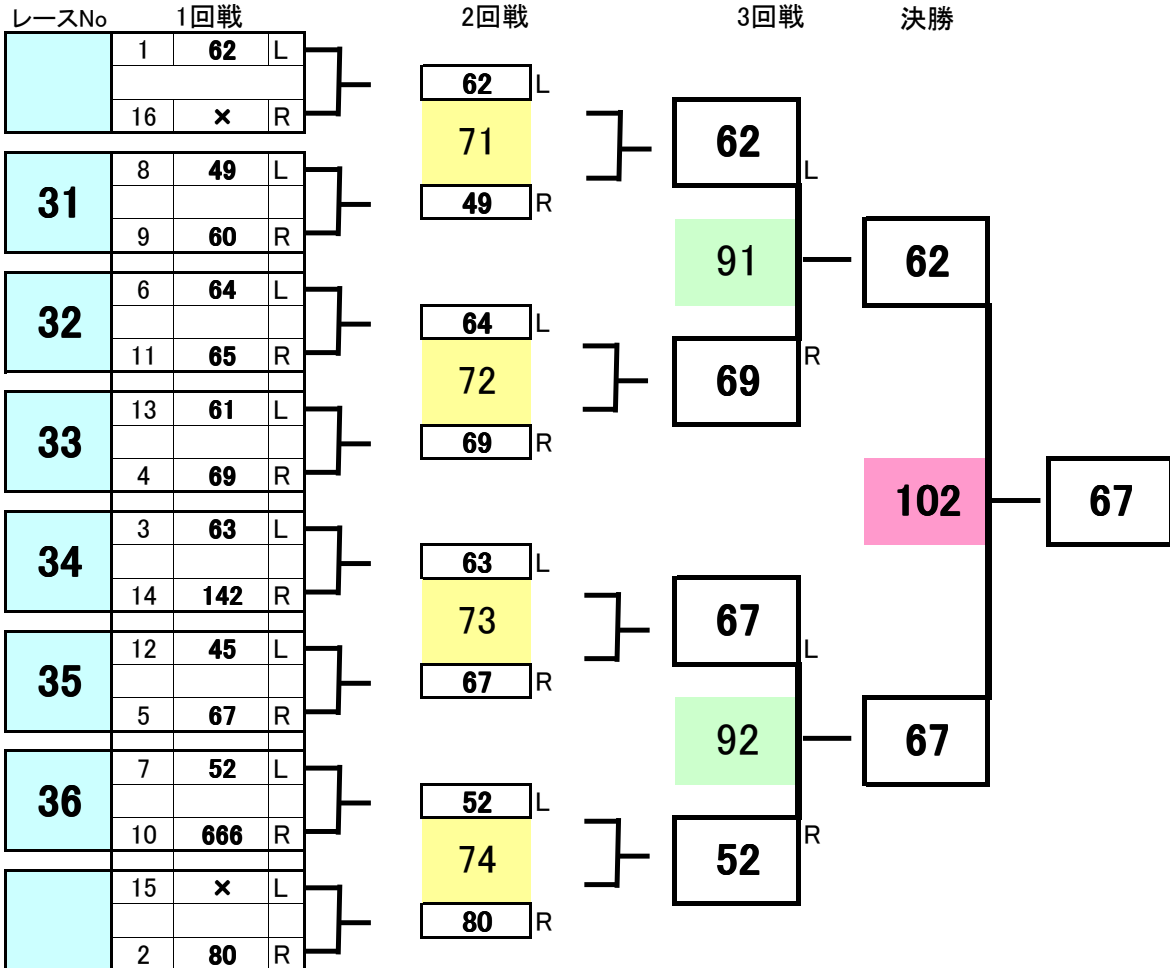 レースNo 1回戦 2回戦 3回戦 決勝
1 62 L
16 × R
31 8 49 L
9 60 R
32 6 64 L
11 65 R
33 13 61 L
4 69 R
34 3 63 L
14 142 R
35 12 45 L
5 67 R
36 7 52 L
10 666 R
15 × L
2 80 R
62 L
71
49 R
64 L
72
69 R
63 L
73
67 R
52 L
74
80 R
62 L
91
69 R
67 L
92
52 R
62
102
67
67